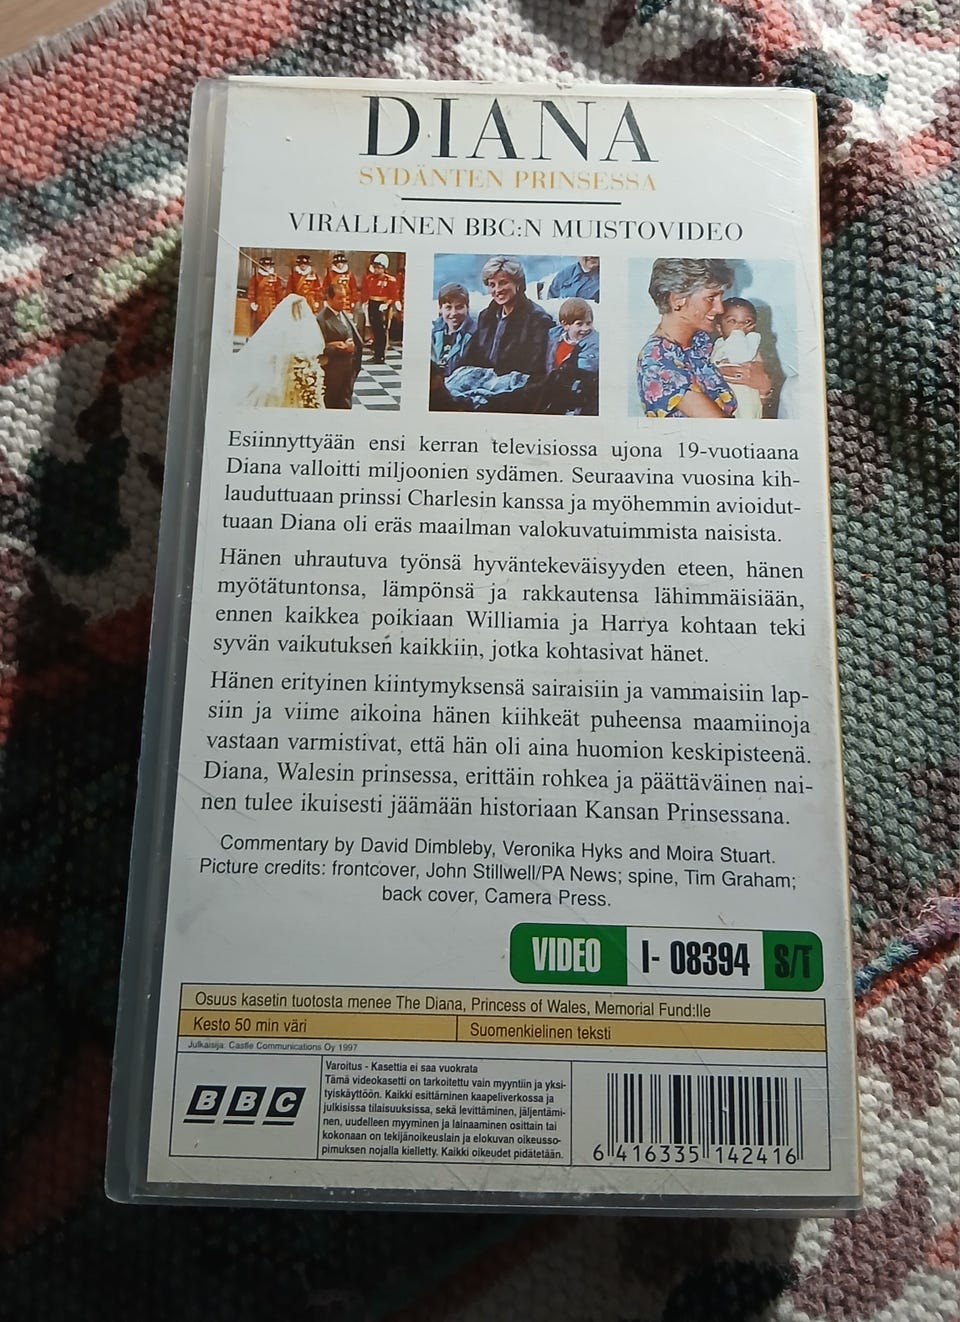 DIANA
SYDÄNTEN PRINSESSA
VIRALLINEN BBC:N MUISTOVIDEO
Esiinnyttyään ensi kerran televisiossa ujona 19-vuotiaana
Diana valloitti miljoonien sydämen. Seuraavina vuosina kih-
lauduttuaan prinssi Charlesin kanssa ja myöhemmin avioidut-
tuaan Diana oli eräs maailman valokuvatuimmista naisista.
Hänen uhrautuva työnsä hyväntekeväisyyden eteen, hänen
myötätuntonsa, lämpönsä ja rakkautensa lähimmäisiään,
ennen kaikkea poikiaan Williamia ja Harrya kohtaan teki
syvän vaikutuksen kaikkiin, jotka kohtasivat hänet.
Hänen erityinen kiintymyksensä sairaisiin ja vammaisiin lap-
siin ja viime aikoina hänen kiihkeät puheensa maamiinoja
vastaan varmistivat, että hän oli aina huomion keskipisteenä.
Diana, Walesin prinsessa, erittäin rohkea ja päättäväinen nai-
nen tulee ikuisesti jäämään historiaan Kansan Prinsessana.
Commentary by David Dimbleby, Veronika Hyks and Moira Stuart.
Picture credits: frontcover, John Stillwell/PA News; spine, Tim Graham;
back cover, Camera Press.
VIDEO I- 08394 S/T
Osuus kasetin tuotosta menee The Diana, Princess of Wales, Memorial Fund:lle
Kesto 50 min väri Suomenkielinen teksti
Julkaisija: Castle Communications Oy 1997
BBC
Varoitus - Kasettia ei saa vuokrata
Tämä videokasetti on tarkoitettu vain myyntiin ja yksi-
tyiskäyttöön. Kaikki esittäminen kaapeliverkossa ja
julkisissa tilaisuuksissa, sekä levittäminen, jäljentämi-
nen, uudelleen myyminen ja lainaaminen osittain tai
kokonaan on tekijänoikeuslain ja elokuvan oikeusso-
pimuksen nojalla kielletty. Kaikki oikeudet pidätetään.
6 416335 142416